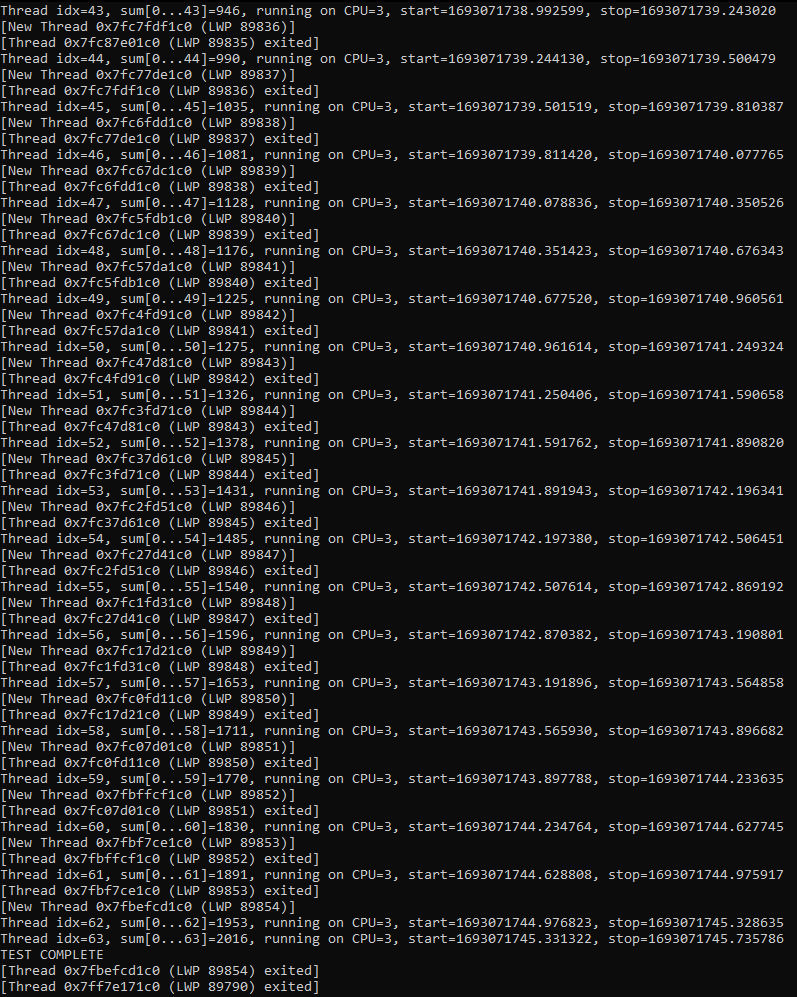 Thread idx=43, sum[0...43]=946, running on CPU=3, start=1693071738.992599, stop=1693071739.243020
[New Thread 0x7fc7fdf1c0 (LWP 89836)]
[Thread 0x7fc87e01c0 (LWP 89835) exited]
Thread idx=44, sum[0...44]=990, running on CPU=3, start=1693071739.244130, stop=1693071739.500479
[New Thread 0x7fc77de1c0 (LWP 89837)]
[Thread 0x7fc7fdf1c0 (LWP 89836) exited]
Thread idx=45, sum[0...45]=1035, running on CPU=3, start=1693071739.501519, stop=1693071739.810387
[New Thread 0x7fc6fdd1c0 (LWP 89838)]
[Thread 0x7fc77de1c0 (LWP 89837) exited]
Thread idx=46, sum[0...46]=1081, running on CPU=3, start=1693071739.811420, stop=1693071740.077765
[New Thread 0x7fc67dc1c0 (LWP 89839)]
[Thread 0x7fc6fdd1c0 (LWP 89838) exited]
Thread idx=47, sum[0...47]=1128, running on CPU=3, start=1693071740.078836, stop=1693071740.350526
[New Thread 0x7fc5fdb1c0 (LWP 89840)]
[Thread 0x7fc67dc1c0 (LWP 89839) exited]
Thread idx=48, sum[0...48]=1176, running on CPU=3, start=1693071740.351423, stop=1693071740.676343
[New Thread 0x7fc57da1c0 (LWP 89841)]
[Thread 0x7fc5fdb1c0 (LWP 89840) exited]
Thread idx=49, sum[0...49]=1225, running on CPU=3, start=1693071740.677520, stop=1693071740.960561
[New Thread 0x7fc4fd91c0 (LWP 89842)]
[Thread 0x7fc57da1c0 (LWP 89841) exited]
Thread idx=50, sum[0...50]=1275, running on CPU=3, start=1693071740.961614, stop=1693071741.249324
[New Thread 0x7fc47d81c0 (LWP 89843)]
[Thread 0x7fc4fd91c0 (LWP 89842) exited]
Thread idx=51, sum[0...51]=1326, running on CPU=3, start=1693071741.250406, stop=1693071741.590658
[New Thread 0x7fc3fd71c0 (LWP 89844)]
[Thread 0x7fc47d81c0 (LWP 89843) exited]
Thread idx=52, sum[0...52]=1378, running on CPU=3, start=1693071741.591762, stop=1693071741.890820
[New Thread 0x7fc37d61c0 (LWP 89845)]
[Thread 0x7fc3fd71c0 (LWP 89844) exited]
Thread idx=53, sum[0...53]=1431, running on CPU=3, start=1693071741.891943, stop=1693071742.196341
[New Thread 0x7fc2fd51c0 (LWP 89846)]
[Thread 0x7fc37d61c0 (LWP 89845) exited]
Thread idx=54, sum[0...54]=1485, running on CPU=3, start=1693071742.197380, stop=1693071742.506451
[New Thread 0x7fc27d41c0 (LWP 89847)]
[Thread 0x7fc2fd51c0 (LWP 89846) exited]
Thread idx=55, sum[0...55]=1540, running on CPU=3, start=1693071742.507614, stop=1693071742.869192
[New Thread 0x7fc1fd31c0 (LWP 89848)]
[Thread 0x7fc27d41c0 (LWP 89847) exited]
Thread idx=56, sum[0...56]=1596, running on CPU=3, start=1693071742.870382, stop=1693071743.190801
[New Thread 0x7fc17d21c0 (LWP 89849)]
[Thread 0x7fc1fd31c0 (LWP 89848) exited]
Thread idx=57, sum[0...57]=1653, running on CPU=3, start=1693071743.191896, stop=1693071743.564858
[New Thread 0x7fc0fd11c0 (LWP 89850)]
[Thread 0x7fc17d21c0 (LWP 89849) exited]
Thread idx=58, sum[0...58]=1711, running on CPU=3, start=1693071743.565930, stop=1693071743.896682
[New Thread 0x7fc07d01c0 (LWP 89851)]
[Thread 0x7fc0fd11c0 (LWP 89850) exited]
Thread idx=59, sum[0...59]=1770, running on CPU=3, start=1693071743.897788, stop=1693071744.233635
[New Thread 0x7fbffcf1c0 (LWP 89852)]
[Thread 0x7fc07d01c0 (LWP 89851) exited]
Thread idx=60, sum[0...60]=1830, running on CPU=3, start=1693071744.234764, stop=1693071744.627745
[New Thread 0x7fbf7ce1c0 (LWP 89853)]
[Thread 0x7fbffcf1c0 (LWP 89852) exited]
Thread idx=61, sum[0...61]=1891, running on CPU=3, start=1693071744.628808, stop=1693071744.975917
[Thread 0x7fbf7ce1c0 (LWP 89853) exited]
[New Thread 0x7fbefcd1c0 (LWP 89854)]
Thread idx=62, sum[0...62]=1953, running on CPU=3, start=1693071744.976823, stop=1693071745.328635
Thread idx=63, sum[0...63]=2016, running on CPU=3, start=1693071745.331322, stop=1693071745.735786
TEST COMPLETE
[Thread 0x7fbefcd1c0 (LWP 89854) exited]
[Thread 0x7ff7e171c0 (LWP 89790) exited]